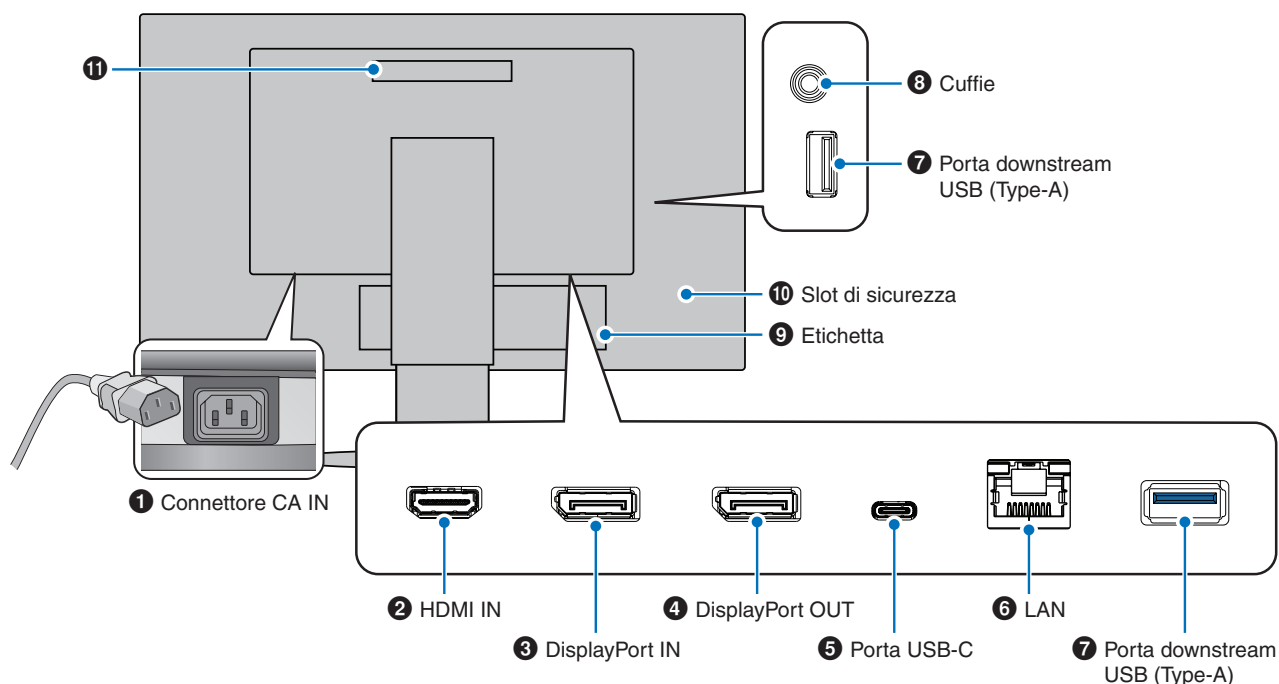 ⓫
❽ Cuffie
❼ Porta downstream
USB (Type-A)
❿ Slot di sicurezza
❾ Etichetta
❶ Connettore CA IN
❷ HDMI IN
❸ DisplayPort IN
❹ DisplayPort OUT
❺ Porta USB-C
❻ LAN
❼ Porta downstream
USB (Type-A)